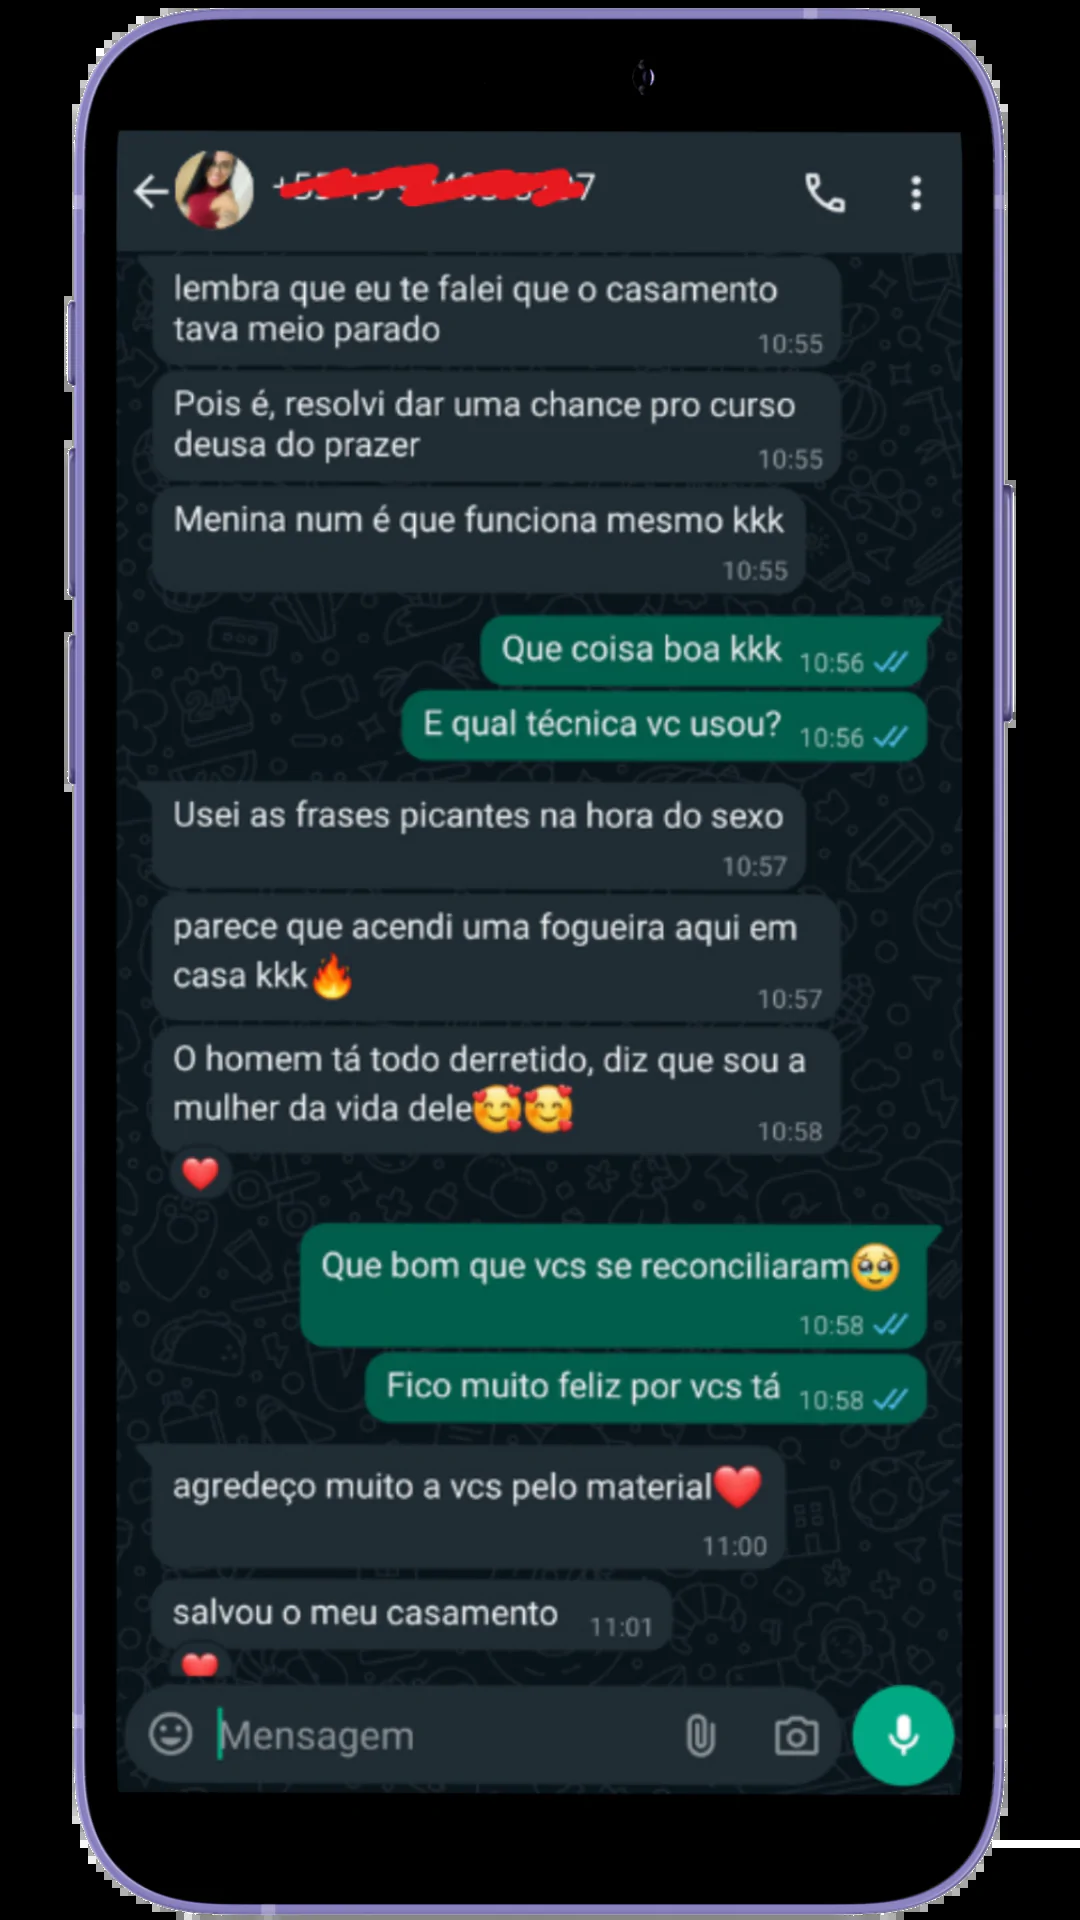 lembra que eu te falei que o casamento
tava meio parado
10:55
Pois é, resolvi dar uma chance pro curso
deusa do prazer
10:55
Menina num é que funciona mesmo kkk
10:55
Que coisa boa kkk 10:56
E qual técnica vc usou? 10:56
Usei as frases picantes na hora do sexo
10:57
parece que acendi uma fogueira aqui em
casa kkk🔥
10:57
O homem tá todo derretido, diz que sou a
mulher da vida dele🥰🥰
10:58
Que bom que vcs se reconciliaram🥹
10:58
Fico muito feliz por vcs tá 10:58
agredeço muito a vcs pelo material❤️
11:00
salvou o meu casamento 11:01
Mensagem